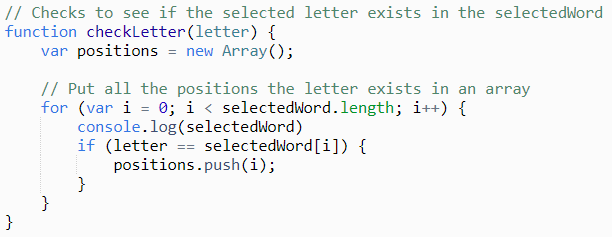 // Checks to see if the selected letter exists in the selectedWord
function checkLetter(letter) {
    var positions = new Array();

    // Put all the positions the letter exists in an array
    for (var i = 0; i < selectedWord.length; i++) {
        console.log(selectedWord)
        if (letter == selectedWord[i]) {
            positions.push(i);
        }
    }
}